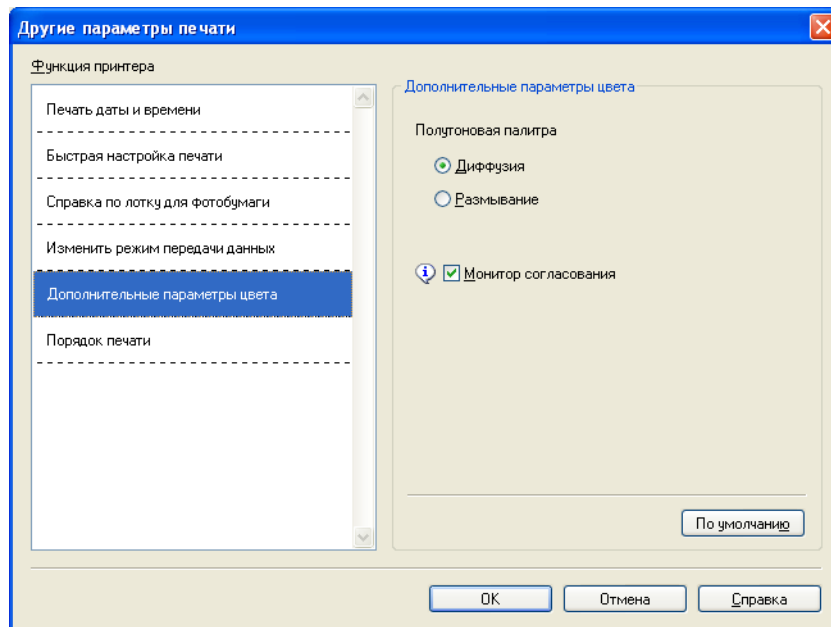 Другие параметры печати
Функция принтера
Печать даты и времени
Быстрая настройка печати
Справка по лотку для фотобумаги
Изменить режим передачи данных
Дополнительные параметры цвета
Порядок печати
Дополнительные параметры цвета
Полутоновая палитра
Диффузия
Размывание
Монитор согласования
По умолчанию
OK
Отмена
Справка